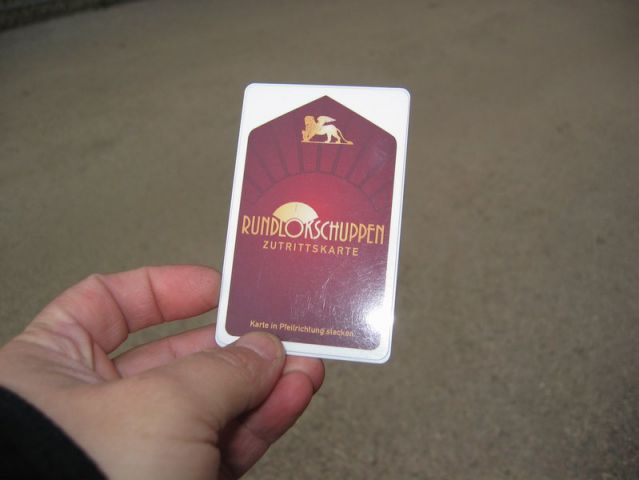 RUNDLOKSCHUPPEN
ZUTRITTSKARTE
Karte in Pfeilrichtung stecken.